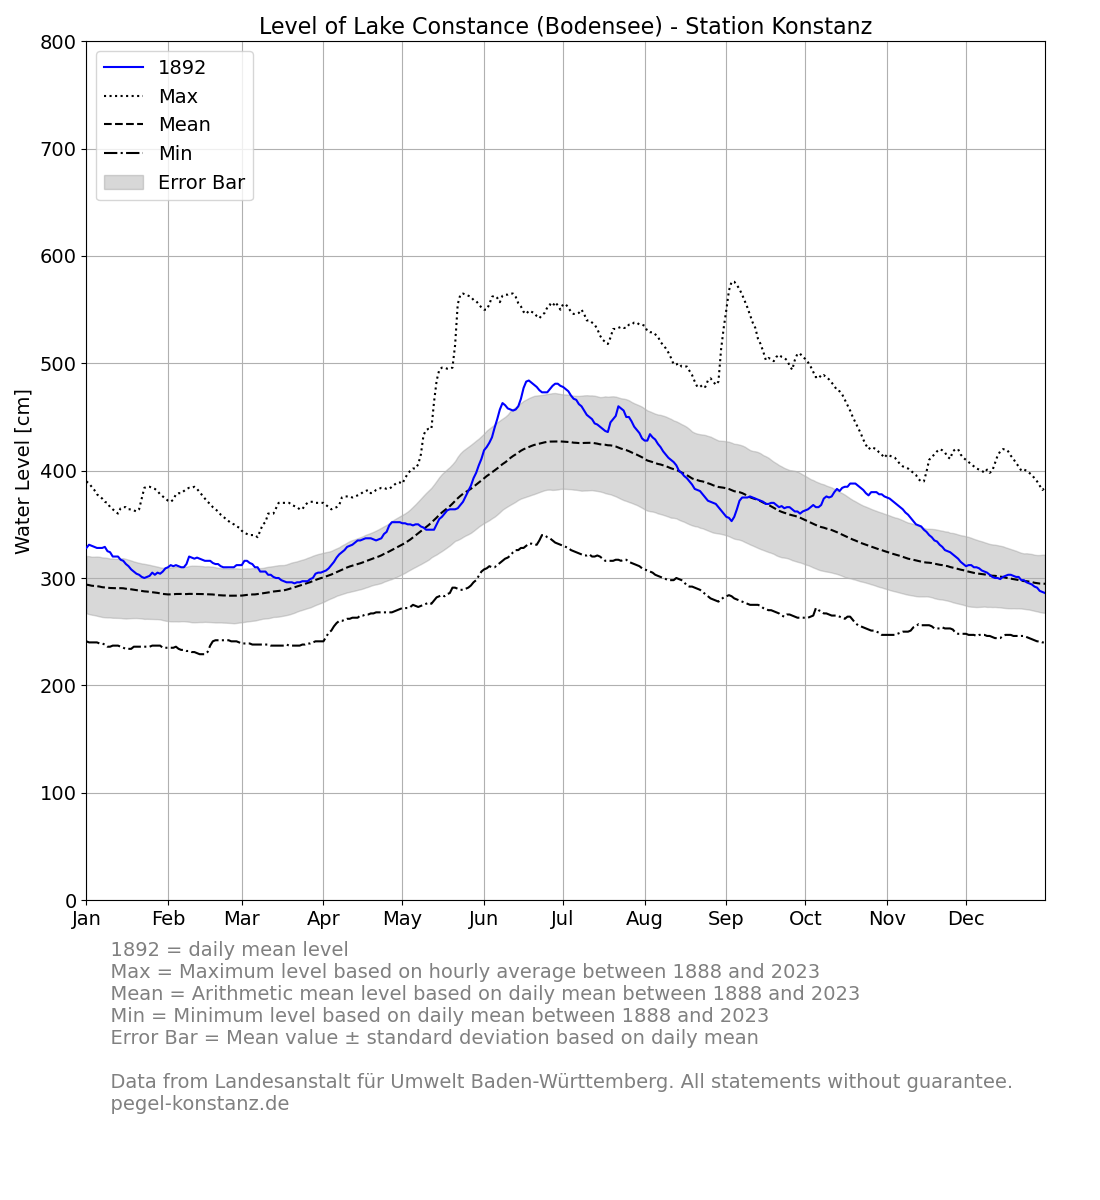 Level of Lake Constance (Bodensee) - Station Konstanz
800
700
600
500
400
300
200
100
0
Water Level [cm]
1892
Max
Mean
Min
Error Bar
Jan Feb Mar Apr May Jun Jul Aug Sep Oct Nov Dec
1892 = daily mean level
Max = Maximum level based on hourly average between 1888 and 2023
Mean = Arithmetic mean level based on daily mean between 1888 and 2023
Min = Minimum level based on daily mean between 1888 and 2023
Error Bar = Mean value ± standard deviation based on daily mean
Data from Landesanstalt für Umwelt Baden-Württemberg. All statements without guarantee.
pegel-konstanz.de